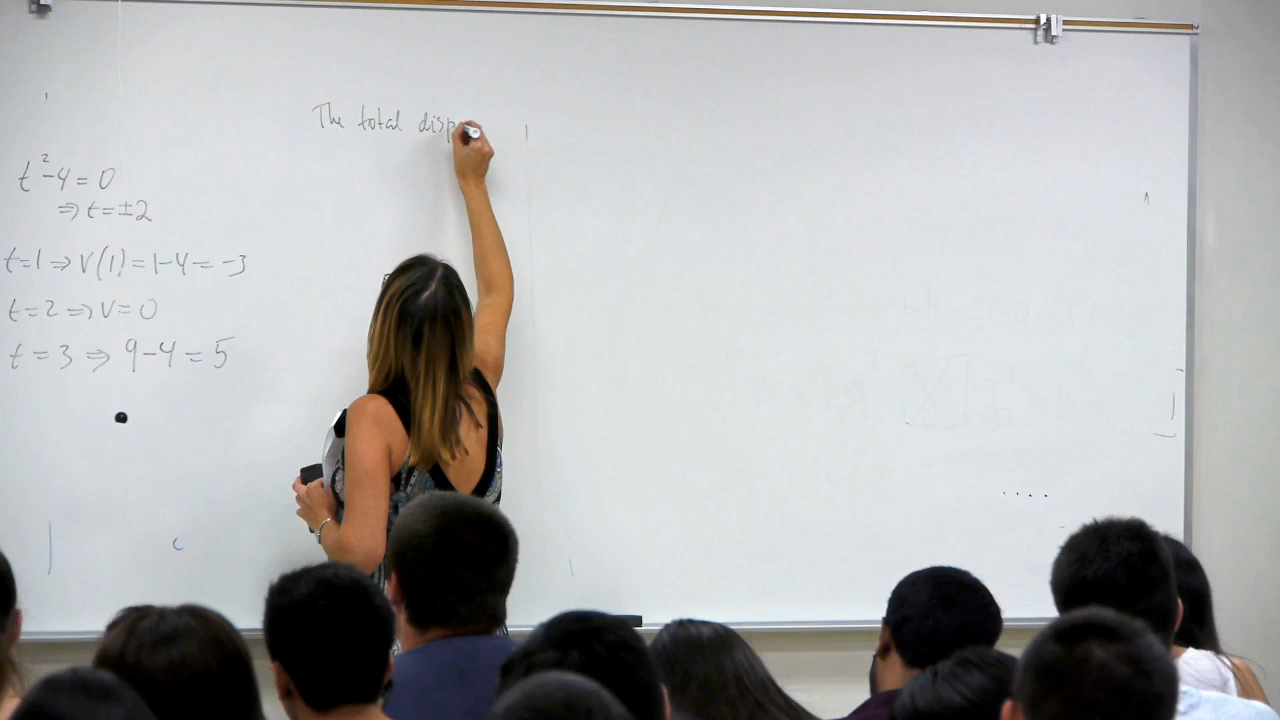 The total disp
t²-4=0
⇒ t=±2
t=1 ⇒ V(1)=1-4=-3
t=2 ⇒ V=0
t=3 ⇒ 9-4=5